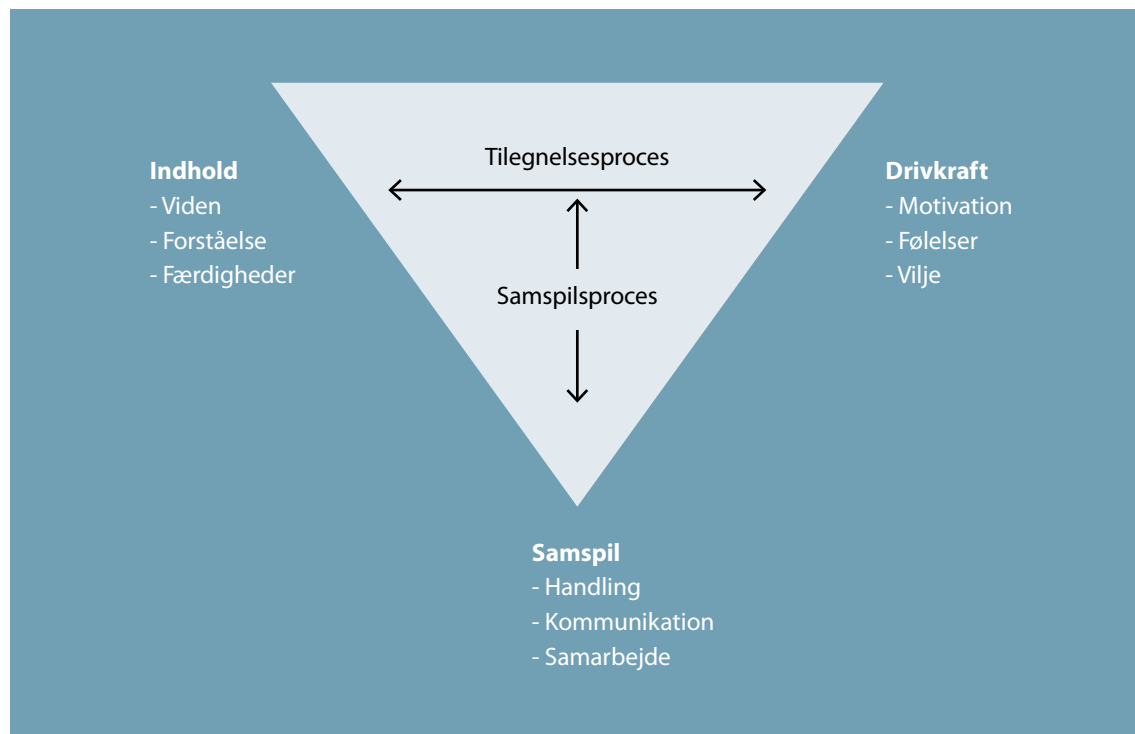 Tilegnelsesproces
Indhold
- Viden
- Forståelse
- Færdigheder
Drivkraft
- Motivation
- Følelser
- Vilje
Samspilsproces
Samspil
- Handling
- Kommunikation
- Samarbejde